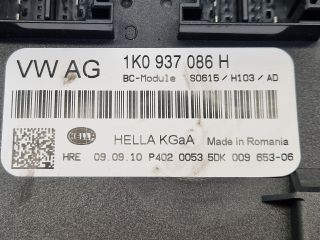 VW AG
1K0 937 086 H
BC-Module S0615 / H103 / AD
HELLA
HELLA KGaA Made in Romania
HRE 09.09.10 P402 0053 5DK 009 653-06